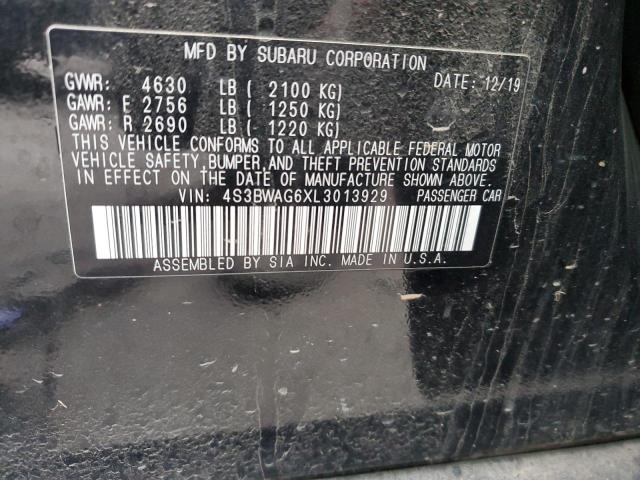 MFD BY SUBARU CORPORATION
GVWR: 4630 LB ( 2100 KG) DATE: 12/19
GAWR: F 2756 LB ( 1250 KG)
GAWR: R 2690 LB ( 1220 KG)
THIS VEHICLE CONFORMS TO ALL APPLICABLE FEDERAL MOTOR
VEHICLE SAFETY, BUMPER, AND THEFT PREVENTION STANDARDS
IN EFFECT ON THE DATE OF MANUFACTURE SHOWN ABOVE.
VIN: 4S3BWAG6XL3013929 PASSENGER CAR
ASSEMBLED BY SIA INC. MADE IN U.S.A.